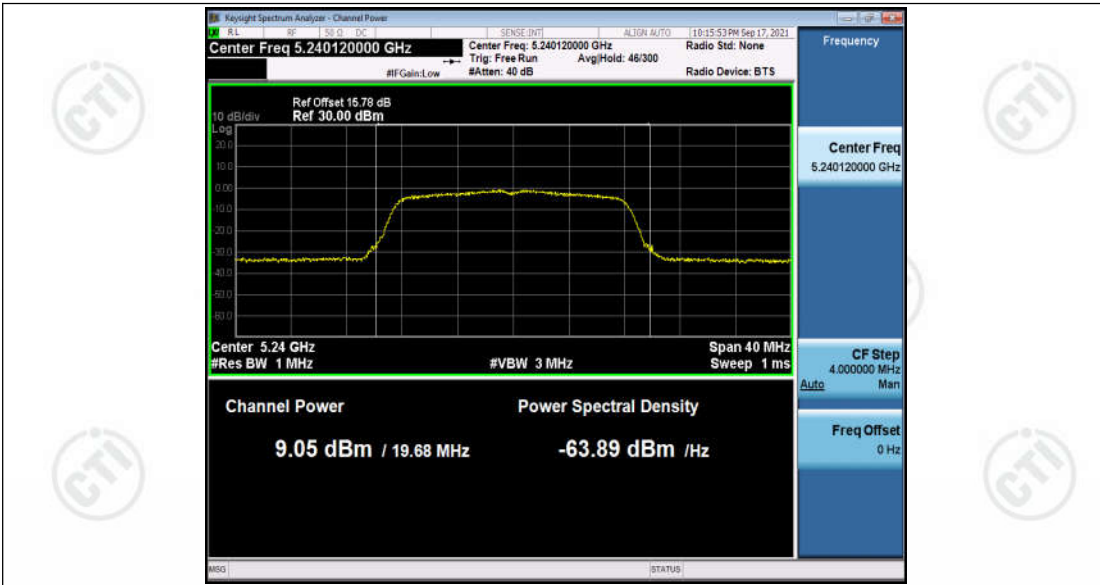 Keysight Spectrum Analyzer - Channel Power
RL RF 50 Ω DC SENSE:INT ALIGN AUTO 10:15:53 PM Sep 17, 2021
Center Freq 5.240120000 GHz
Center Freq: 5.240120000 GHz
Radio Std: None
Trig: Free Run Avg|Hold: 46/300
#IFGain:Low #Atten: 40 dB Radio Device: BTS
Ref Offset 15.78 dB
10 dB/div Ref 30.00 dBm
Log
20.0
10.0
0.00
-10.0
-20.0
-30.0
-40.0
-50.0
-60.0
Center 5.24 GHz Span 40 MHz
#Res BW 1 MHz #VBW 3 MHz Sweep 1 ms
Channel Power Power Spectral Density
9.05 dBm / 19.68 MHz -63.89 dBm /Hz
MSG STATUS
Frequency
Center Freq
5.240120000 GHz
CF Step
4.000000 MHz
Auto Man
Freq Offset
0 Hz
CTI
CTI
CTI
CTI